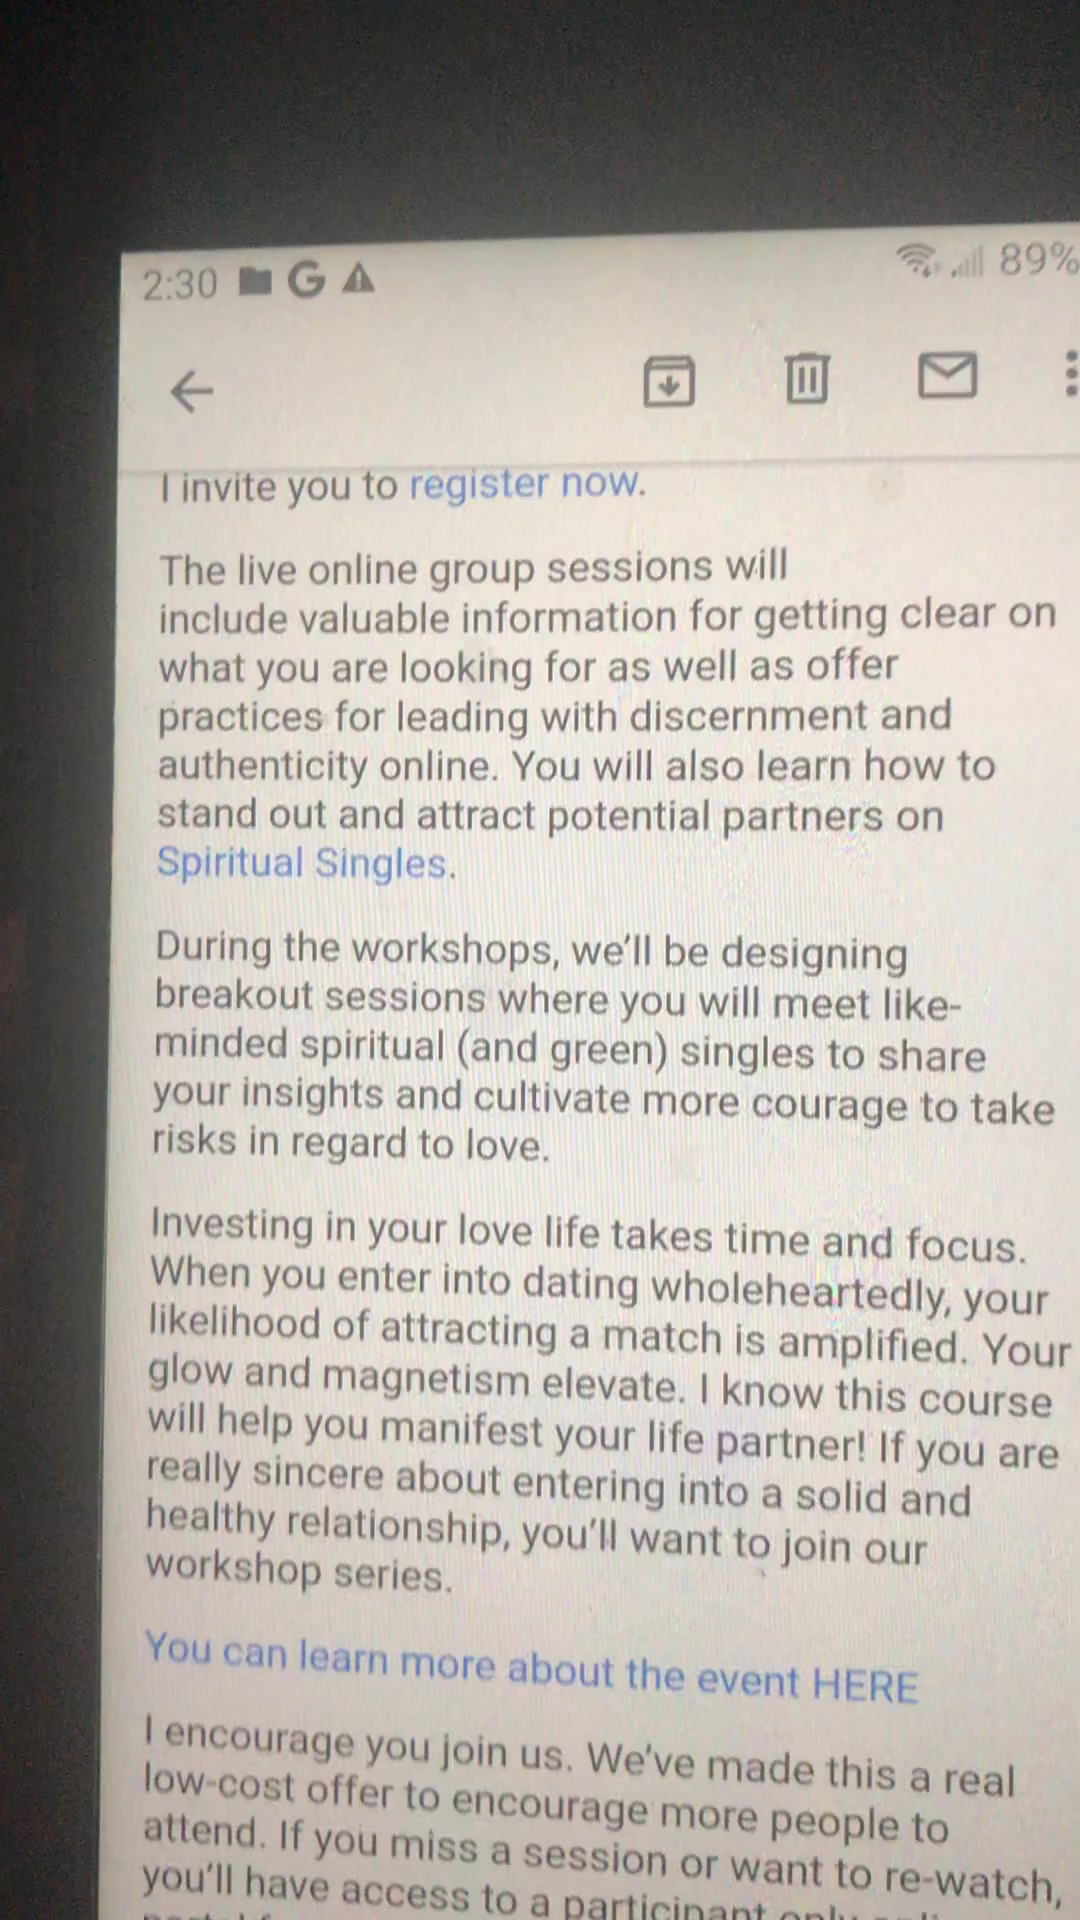 2:30 G 89%
I invite you to register now.
The live online group sessions will
include valuable information for getting clear on
what you are looking for as well as offer
practices for leading with discernment and
authenticity online. You will also learn how to
stand out and attract potential partners on
Spiritual Singles.
During the workshops, we'll be designing
breakout sessions where you will meet like-
minded spiritual (and green) singles to share
your insights and cultivate more courage to take
risks in regard to love.
Investing in your love life takes time and focus.
When you enter into dating wholeheartedly, your
likelihood of attracting a match is amplified. Your
glow and magnetism elevate. I know this course
will help you manifest your life partner! If you are
really sincere about entering into a solid and
healthy relationship, you'll want to join our
workshop series.
You can learn more about the event HERE
I encourage you join us. We've made this a real
low-cost offer to encourage more people to
attend. If you miss a session or want to re-watch,
you'll have access to a participant only